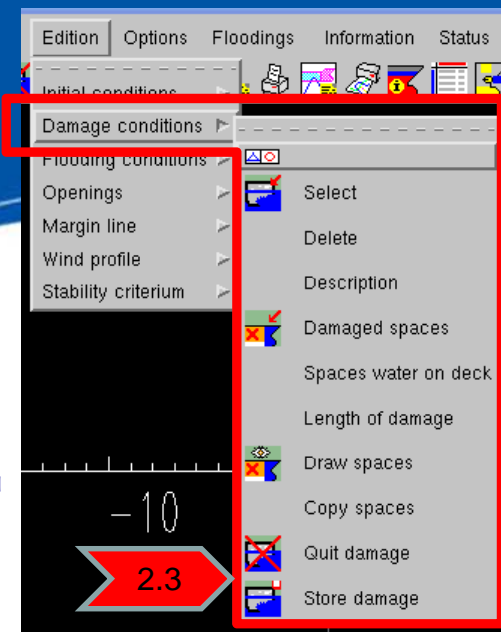 Edition Options Floodings Information Status
Initial conditions
Damage conditions
Flooding conditions
Openings
Margin line
Wind profile
Stability criterium
Select
Delete
Description
Damaged spaces
Spaces water on deck
Length of damage
Draw spaces
Copy spaces
Quit damage
Store damage
-10
2.3